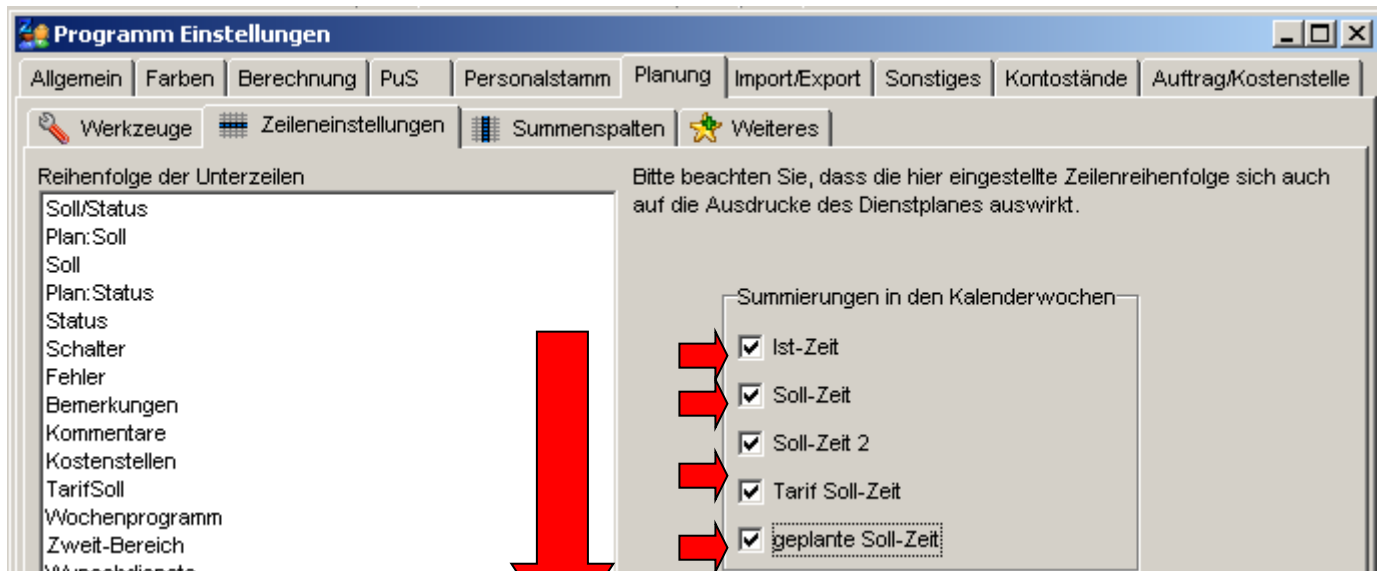 Programm Einstellungen
Allgemein Farben Berechnung PuS Personalstamm Planung Import/Export Sonstiges Kontostände Auftrag/Kostenstelle
Werkzeuge Zeileneinstellungen Summenspalten Weiteres
Reihenfolge der Unterzeilen
Soll/Status
Plan:Soll
Soll
Plan:Status
Status
Schalter
Fehler
Bemerkungen
Kommentare
Kostenstellen
TarifSoll
Wochenprogramm
Zweit-Bereich
Wunschdienste
Bitte beachten Sie, dass die hier eingestellte Zeilenreihenfolge sich auch
auf die Ausdrucke des Dienstplanes auswirkt.
Summierungen in den Kalenderwochen
Ist-Zeit
Soll-Zeit
Soll-Zeit 2
Tarif Soll-Zeit
geplante Soll-Zeit